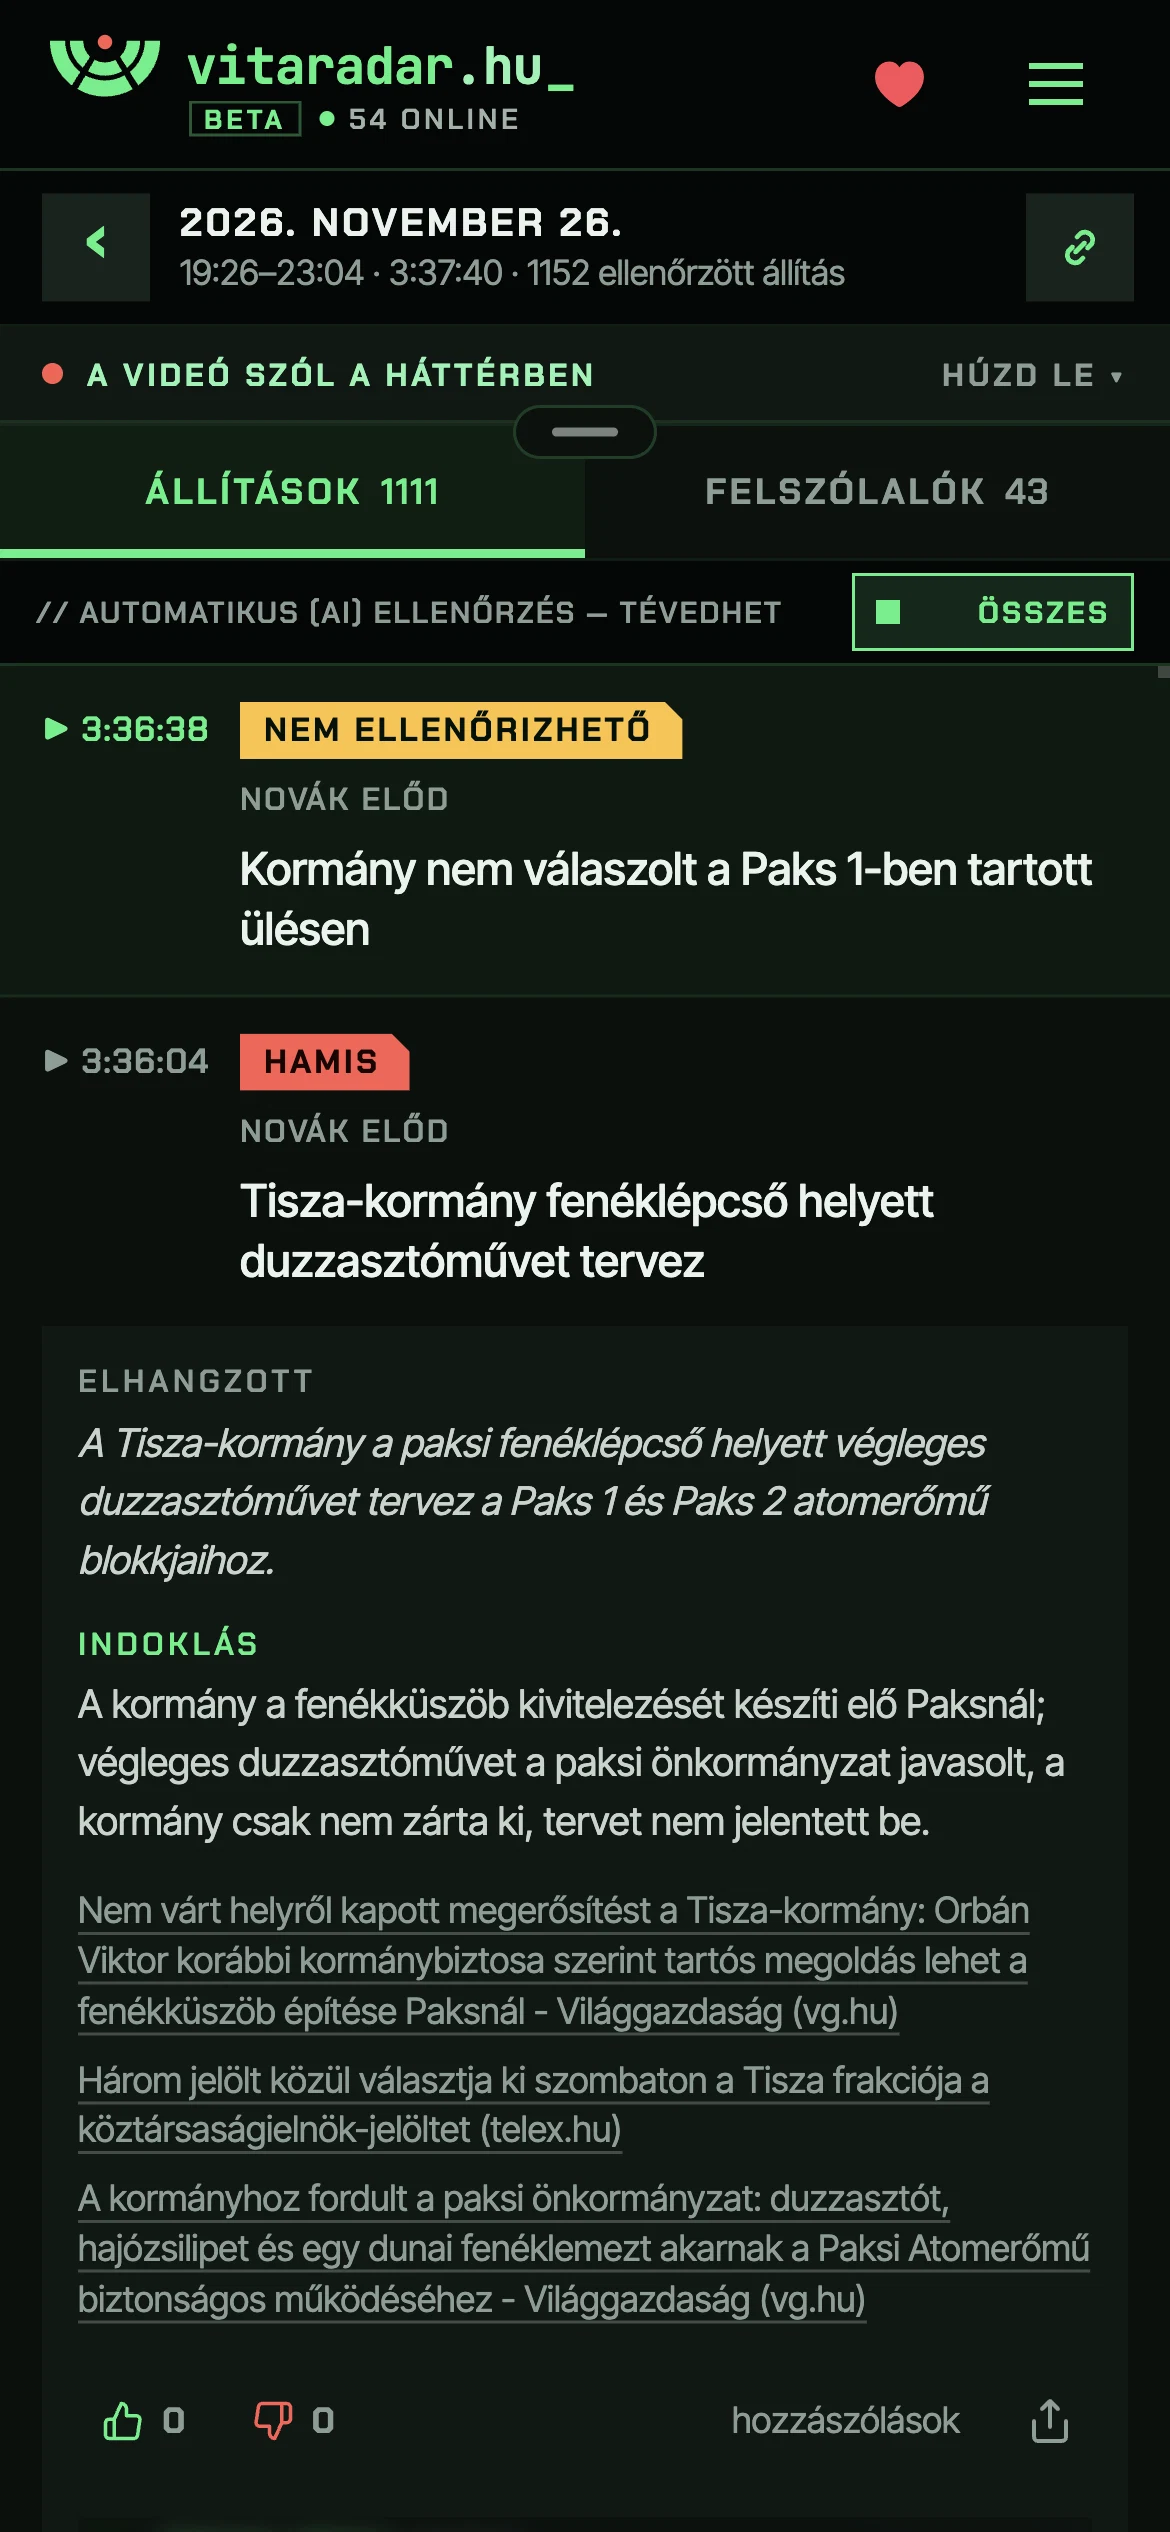 vitaradar.hu_
BETA
54 ONLINE
2026. NOVEMBER 26.
19:26–23:04 · 3:37:40 · 1152 ellenőrzött állítás
A VIDEÓ SZÓL A HÁTTÉRBEN
HÚZD LE ▾
ÁLLÍTÁSOK 1111
FELSZÓLALÓK 43
// AUTOMATIKUS (AI) ELLENŐRZÉS — TÉVEDHET
ÖSSZES
3:36:38
NEM ELLENŐRIZHETŐ
NOVÁK ELŐD
Kormány nem válaszolt a Paks 1-ben tartott
ülésen
3:36:04
HAMIS
NOVÁK ELŐD
Tisza-kormány fenéklépcső helyett
duzzasztóművet tervez
ELHANGZOTT
A Tisza-kormány a paksi fenéklépcső helyett végleges
duzzasztóművet tervez a Paks 1 és Paks 2 atomerőmű
blokkjaihoz.
INDOKLÁS
A kormány a fenékküszöb kivitelezését készíti elő Paksnál;
végleges duzzasztóművet a paksi önkormányzat javasolt, a
kormány csak nem zárta ki, tervet nem jelentett be.
Nem várt helyről kapott megerősítést a Tisza-kormány: Orbán
Viktor korábbi kormánybiztosa szerint tartós megoldás lehet a
fenékküszöb építése Paksnál - Világgazdaság (vg.hu)
Három jelölt közül választja ki szombaton a Tisza frakciója a
köztársaságielnök-jelöltet (telex.hu)
A kormányhoz fordult a paksi önkormányzat: duzzasztót,
hajózsilipet és egy dunai fenéklemezt akarnak a Paksi Atomerőmű
biztonságos működéséhez - Világgazdaság (vg.hu)
0
0
hozzászólások